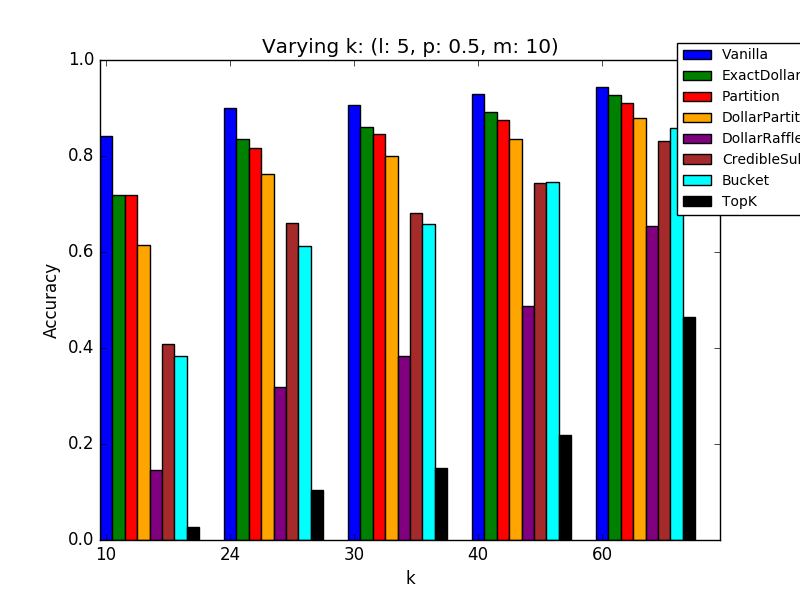 Varying k: (l: 5, p: 0.5, m: 10)
1.0
0.8
0.6
0.4
0.2
0.0
Accuracy
10 24 30 40 60
k
Vanilla
ExactDollar
Partition
DollarPartit
DollarRaffle
CredibleSu
Bucket
TopK